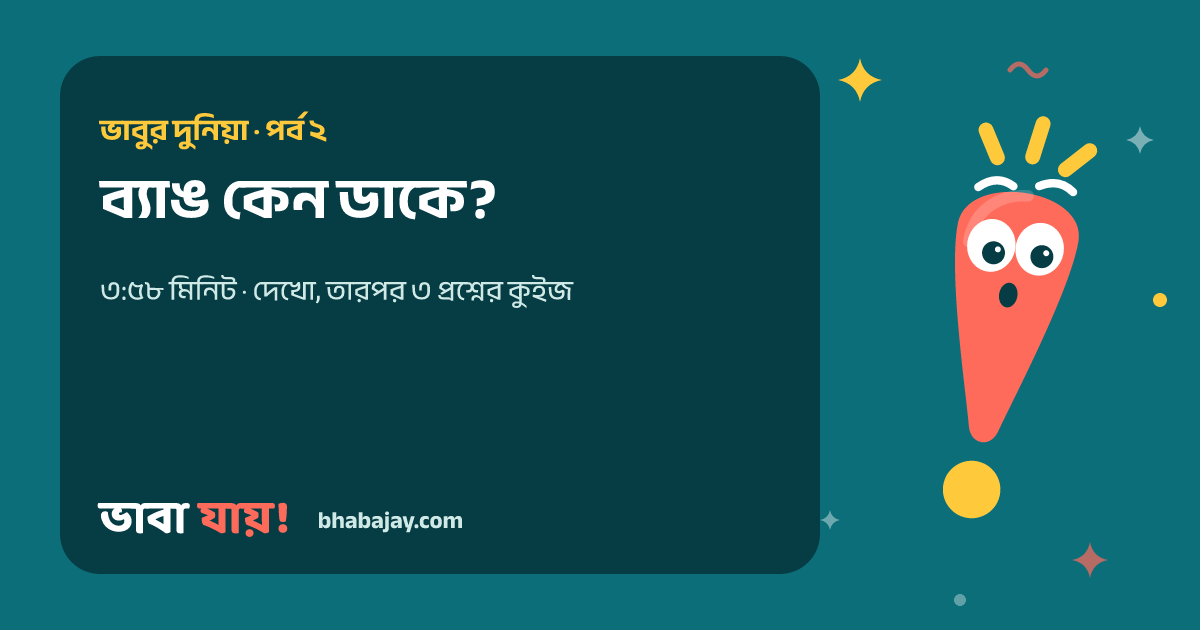 ভাবুর দুনিয়া · পর্ব ২
ব্যাঙ কেন ডাকে?
৩:৫৮ মিনিট · দেখো, তারপর ৩ প্রশ্নের কুইজ
ভাবা যায়! bhabajay.com